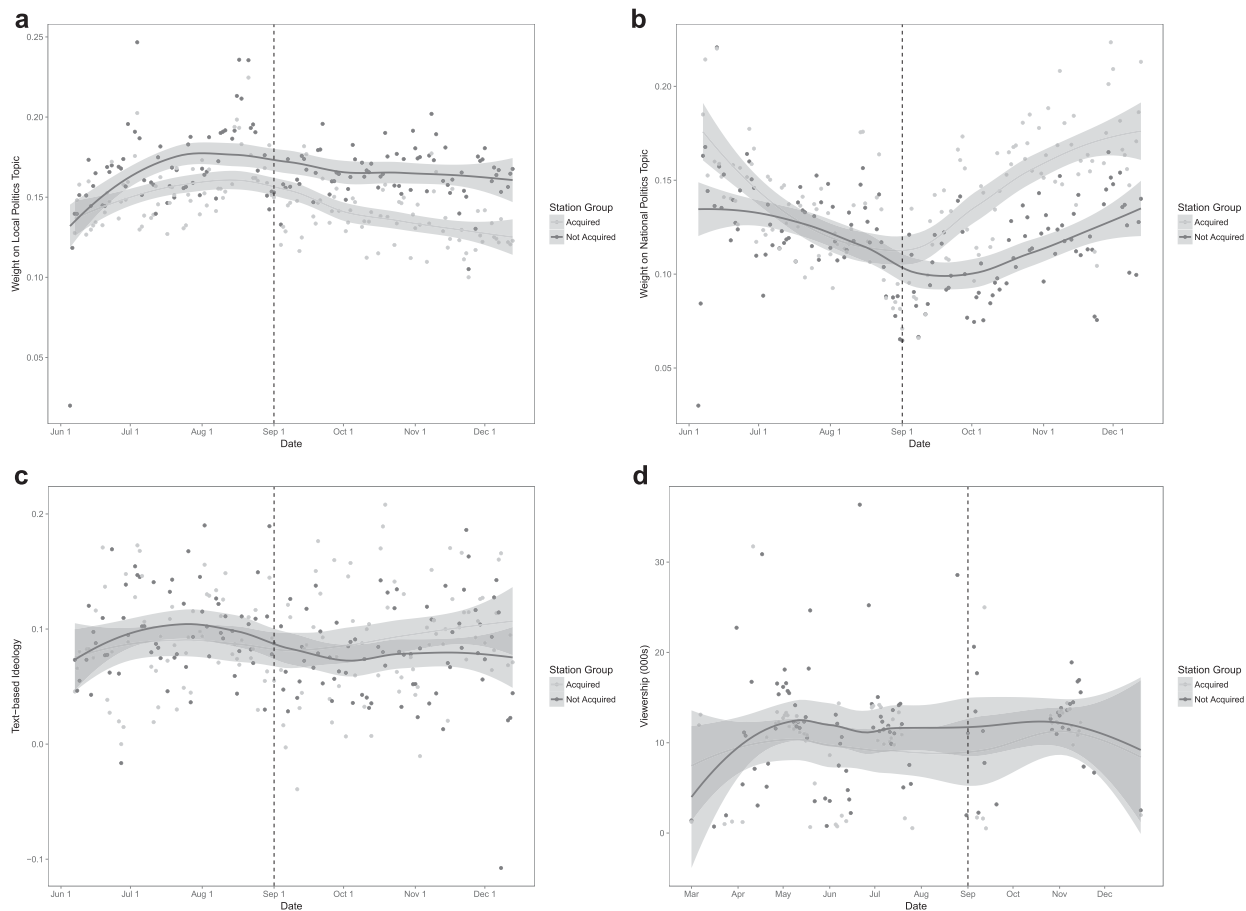 a
Weight on Local Politics Topic
0.25
0.20
0.15
0.10
0.05
Jun 1 Jul 1 Aug 1 Sep 1 Oct 1 Nov 1 Dec 1
Date
Station Group
Acquired
Not Acquired
b
Weight on National Politics Topic
0.20
0.15
0.10
0.05
Jun 1 Jul 1 Aug 1 Sep 1 Oct 1 Nov 1 Dec 1
Date
Station Group
Acquired
Not Acquired
c
Text−based Ideology
0.2
0.1
0.0
−0.1
Jun 1 Jul 1 Aug 1 Sep 1 Oct 1 Nov 1 Dec 1
Date
Station Group
Acquired
Not Acquired
d
Viewership (000s)
30
20
10
0
Mar Apr May Jun Jul Aug Sep Oct Nov Dec
Date
Station Group
Acquired
Not Acquired